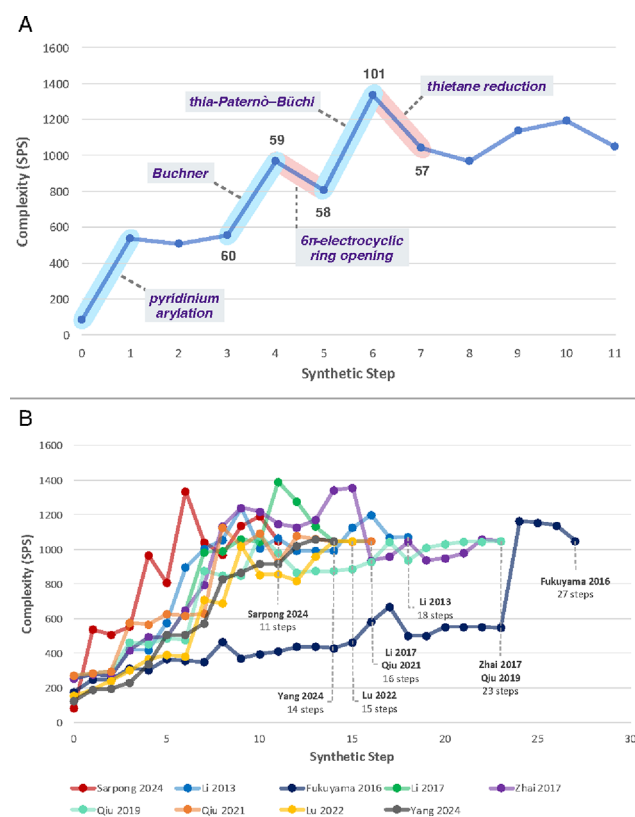 A
1600
1400
1200
1000
800
600
400
200
0
Complexity (SPS)
101
thia-Paternò–Büchi
thietane reduction
59
Buchner
57
58
60
6π-electrocyclic
ring opening
pyridinium
arylation
0 1 2 3 4 5 6 7 8 9 10 11
Synthetic Step
B
1600
1400
1200
1000
800
600
400
200
0
Complexity (SPS)
Fukuyama 2016
27 steps
Li 2013
18 steps
Sarpong 2024
11 steps
Li 2017
Qiu 2021
16 steps
Zhai 2017
Qiu 2019
23 steps
Yang 2024
14 steps
Lu 2022
15 steps
0 5 10 15 20 25 30
Synthetic Step
Sarpong 2024 Li 2013 Fukuyama 2016 Li 2017 Zhai 2017
Qiu 2019 Qiu 2021 Lu 2022 Yang 2024